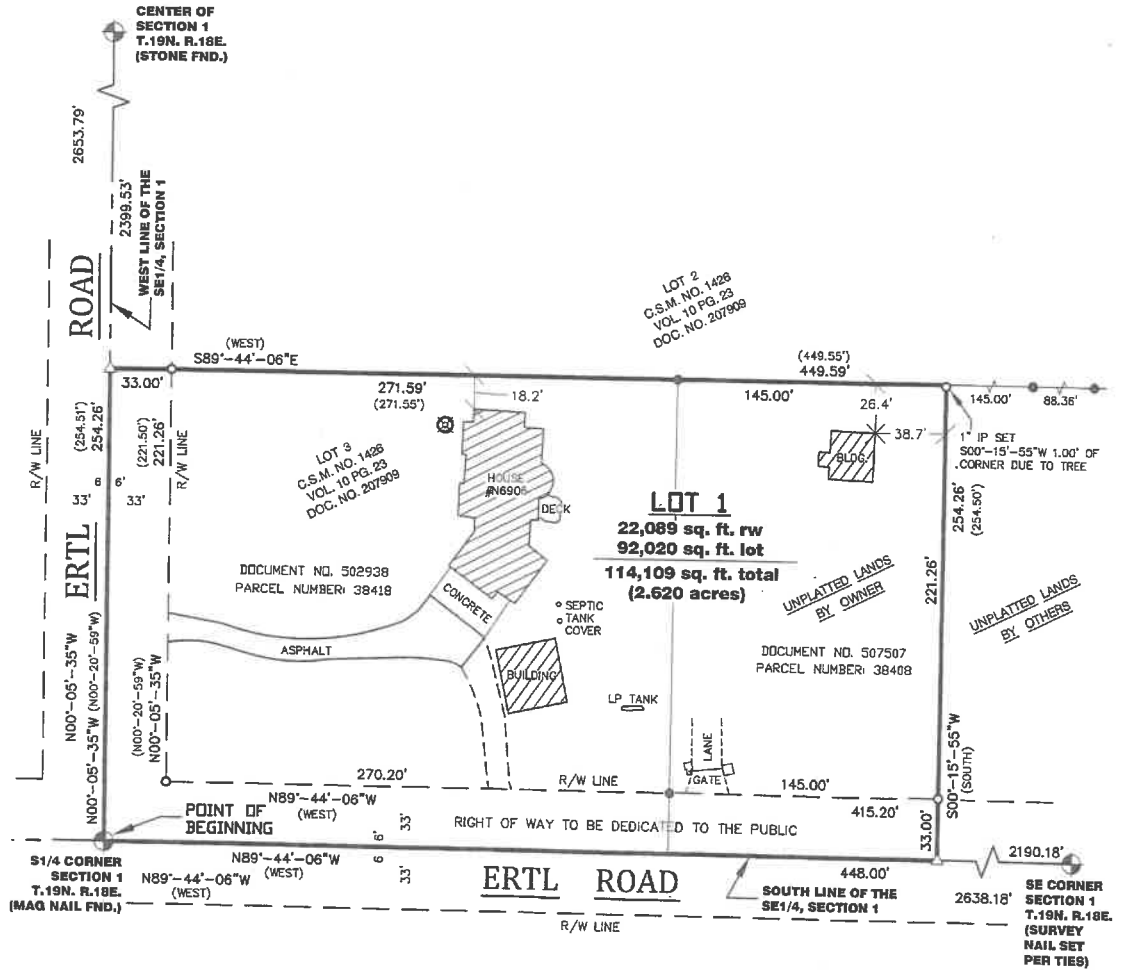 CENTER OF
SECTION 1
T.19N. R.18E.
(STONE FND.)
2653.79'
2399.53'
WEST LINE OF THE
SE1/4, SECTION 1
ROAD
LOT 2
C.S.M. NO. 1426
VOL. 10 PG. 23
DOC. NO. 207909
(WEST)
S89°-44'-06"E
(449.55')
449.59'
33.00'
271.59'
(271.55')
18.2'
145.00'
26.4'
145.00'
88.36'
38.7'
1" IP SET
S00°-15'-55"W 1.00' OF
CORNER DUE TO TREE
(254.51')
254.26'
(221.50')
221.26'
R/W LINE
R/W LINE
6
6'
33'
33'
LOT 3
C.S.M. NO. 1426
VOL. 10 PG. 23
DOC. NO. 207909
HOUSE
#N6906
DECK
BLDG.
LOT 1
22,089 sq. ft. rw
92,020 sq. ft. lot
114,109 sq. ft. total
(2.620 acres)
254.26'
(254.50')
221.26'
ERTL
DOCUMENT NO. 502938
PARCEL NUMBER: 38418
CONCRETE
SEPTIC
TANK
COVER
UNPLATTED LANDS
BY OWNER
UNPLATTED LANDS
BY OTHERS
ASPHALT
BUILDING
DOCUMENT NO. 507507
PARCEL NUMBER: 38408
LP TANK
LANE
GATE
N00°-05'-35"W
N00°-05'-35"W (N00°-20'-59"W)
(N00°-20'-59"W)
N00°-05'-35"W
S00°-15'-55"W
(SOUTH)
270.20'
R/W LINE
145.00'
N89°-44'-06"W
(WEST)
415.20'
POINT OF
BEGINNING
33'
6'
6
33'
RIGHT OF WAY TO BE DEDICATED TO THE PUBLIC
33.00'
S1/4 CORNER
SECTION 1
T.19N. R.18E.
(MAG NAIL FND.)
N89°-44'-06"W
(WEST)
N89°-44'-06"W
(WEST)
ERTL ROAD
448.00'
SOUTH LINE OF THE
SE1/4, SECTION 1
2190.18'
2638.18'
SE CORNER
SECTION 1
T.19N. R.18E.
(SURVEY
NAIL SET
PER TIES)
R/W LINE